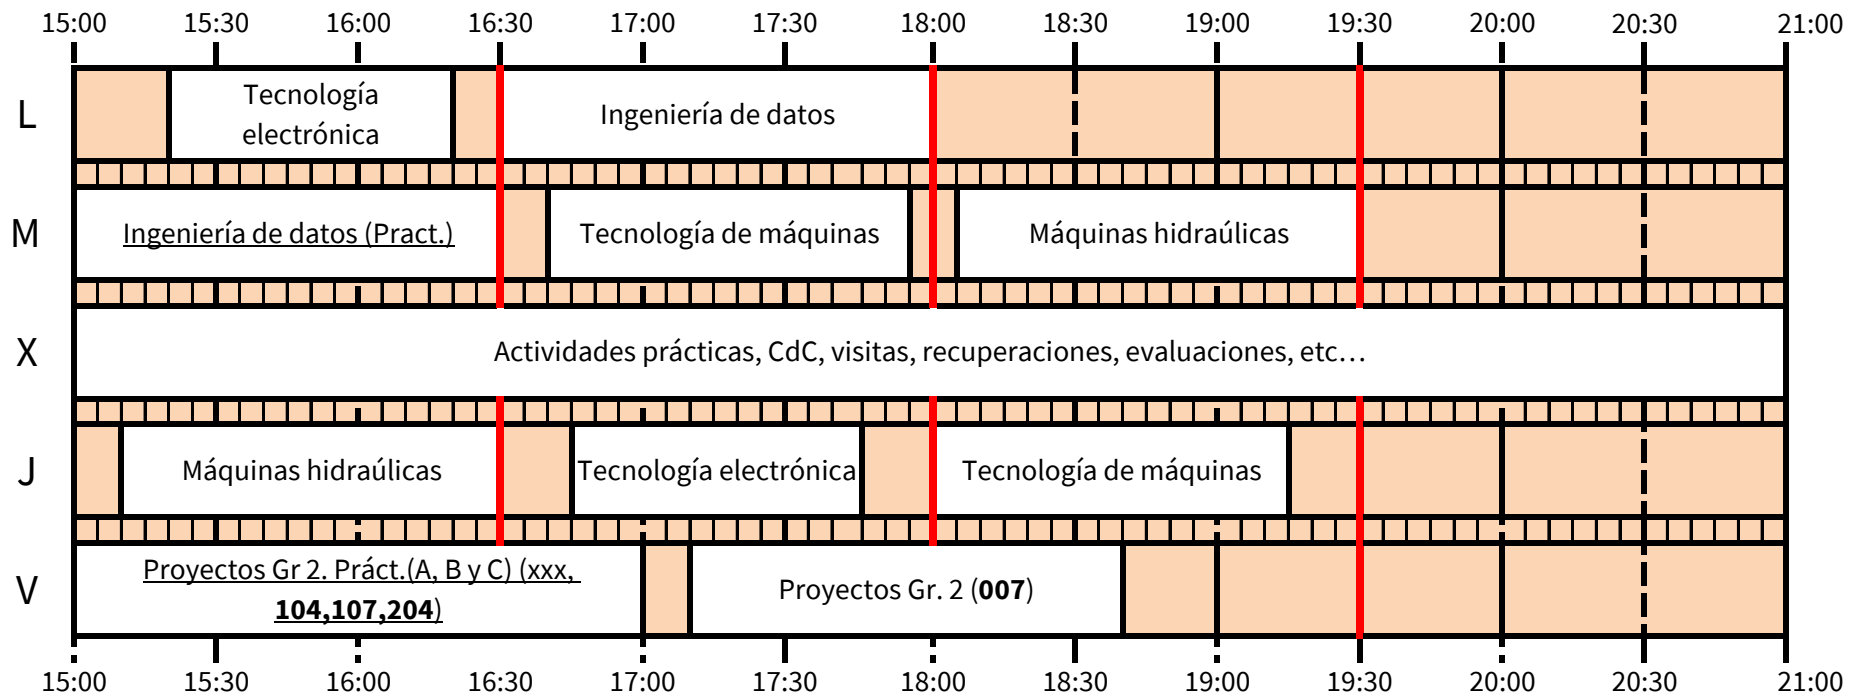 15:00 15:30 16:00 16:30 17:00 17:30 18:00 18:30 19:00 19:30 20:00 20:30 21:00
L
Tecnología
electrónica
Ingeniería de datos
M
Ingeniería de datos (Pract.)
Tecnología de máquinas
Máquinas hidraúlicas
X
Actividades prácticas, CdC, visitas, recuperaciones, evaluaciones, etc...
J
Máquinas hidraúlicas
Tecnología electrónica
Tecnología de máquinas
V
Proyectos Gr 2. Práct.(A, B y C) (xxx,
104,107,204)
Proyectos Gr. 2 (007)
15:00 15:30 16:00 16:30 17:00 17:30 18:00 18:30 19:00 19:30 20:00 20:30 21:00